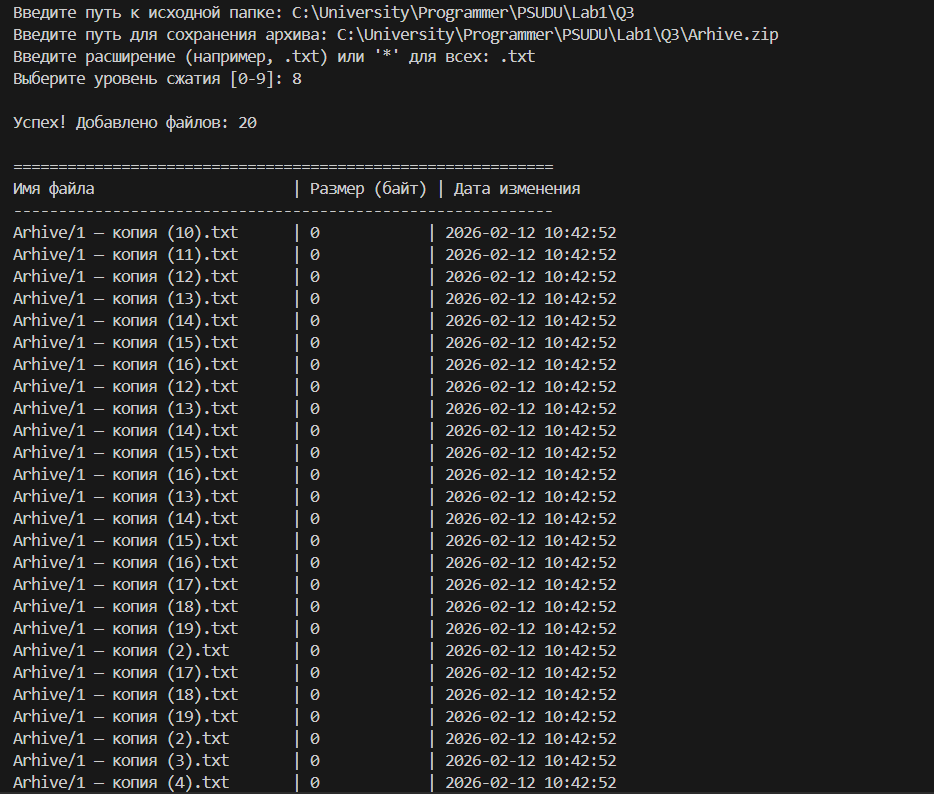 Введите путь к исходной папке: C:\University\Programmer\PSUDU\Lab1\Q3
Введите путь для сохранения архива: C:\University\Programmer\PSUDU\Lab1\Q3\Arhive.zip
Введите расширение (например, .txt) или '*' для всех: .txt
Выберите уровень сжатия [0-9]: 8
Успех! Добавлено файлов: 20
============================================================
Имя файла | Размер (байт) | Дата изменения
------------------------------------------------------------
Arhive/1 — копия (10).txt | 0 | 2026-02-12 10:42:52
Arhive/1 — копия (11).txt | 0 | 2026-02-12 10:42:52
Arhive/1 — копия (12).txt | 0 | 2026-02-12 10:42:52
Arhive/1 — копия (13).txt | 0 | 2026-02-12 10:42:52
Arhive/1 — копия (14).txt | 0 | 2026-02-12 10:42:52
Arhive/1 — копия (15).txt | 0 | 2026-02-12 10:42:52
Arhive/1 — копия (16).txt | 0 | 2026-02-12 10:42:52
Arhive/1 — копия (12).txt | 0 | 2026-02-12 10:42:52
Arhive/1 — копия (13).txt | 0 | 2026-02-12 10:42:52
Arhive/1 — копия (14).txt | 0 | 2026-02-12 10:42:52
Arhive/1 — копия (15).txt | 0 | 2026-02-12 10:42:52
Arhive/1 — копия (16).txt | 0 | 2026-02-12 10:42:52
Arhive/1 — копия (13).txt | 0 | 2026-02-12 10:42:52
Arhive/1 — копия (14).txt | 0 | 2026-02-12 10:42:52
Arhive/1 — копия (15).txt | 0 | 2026-02-12 10:42:52
Arhive/1 — копия (16).txt | 0 | 2026-02-12 10:42:52
Arhive/1 — копия (17).txt | 0 | 2026-02-12 10:42:52
Arhive/1 — копия (18).txt | 0 | 2026-02-12 10:42:52
Arhive/1 — копия (19).txt | 0 | 2026-02-12 10:42:52
Arhive/1 — копия (2).txt | 0 | 2026-02-12 10:42:52
Arhive/1 — копия (17).txt | 0 | 2026-02-12 10:42:52
Arhive/1 — копия (18).txt | 0 | 2026-02-12 10:42:52
Arhive/1 — копия (19).txt | 0 | 2026-02-12 10:42:52
Arhive/1 — копия (2).txt | 0 | 2026-02-12 10:42:52
Arhive/1 — копия (3).txt | 0 | 2026-02-12 10:42:52
Arhive/1 — копия (4).txt | 0 | 2026-02-12 10:42:52